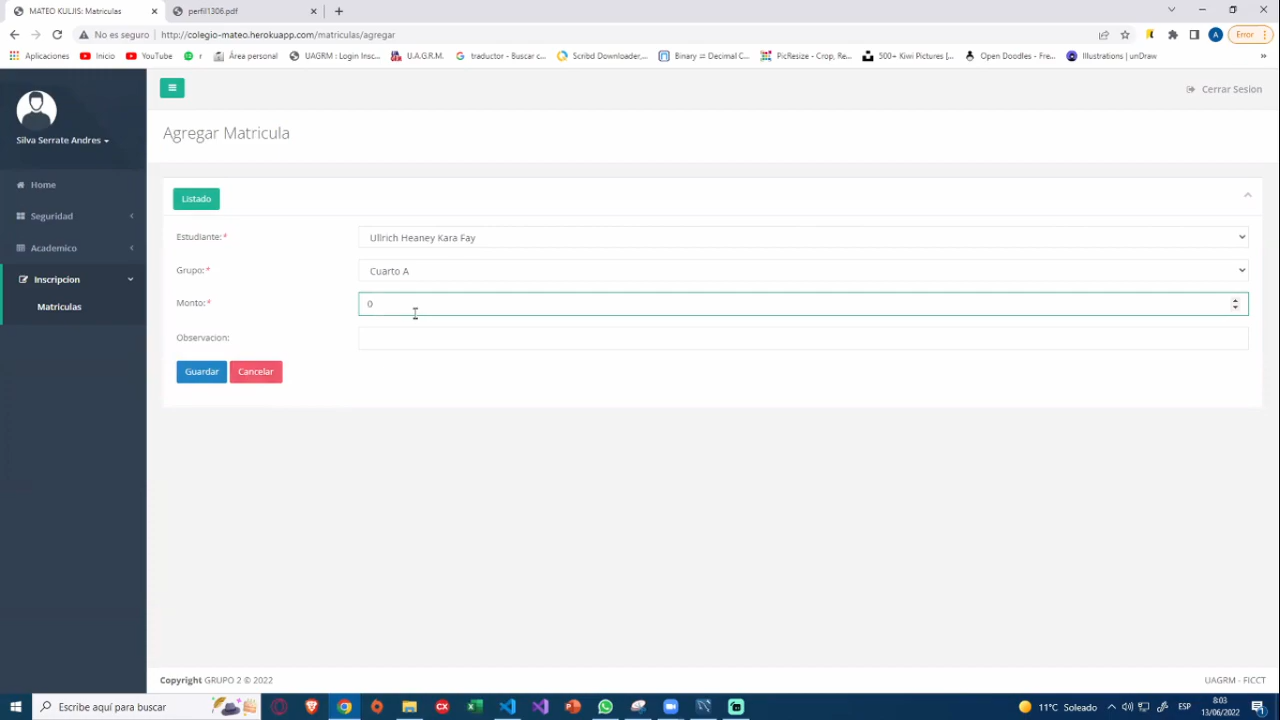 MATEO KULJIS: Matriculas
perfil1306.pdf
No es seguro
http://colegio-mateo.herokuapp.com/matriculas/agregar
Error
Aplicaciones
Inicio
YouTube
r
Área personal
UAGRM : Login Insc...
U.A.G.R.M.
traductor - Buscar c...
Scribd Downloader,...
Binary ⇌ Decimal C...
PicResize - Crop, Re...
500+ Kiwi Pictures [...
Open Doodles - Fre...
Illustrations | unDraw
»
Silva Serrate Andres
Home
Seguridad
Academico
Inscripcion
Matriculas
Cerrar Sesion
Agregar Matricula
Listado
Estudiante:*
Ullrich Heaney Kara Fay
Grupo:*
Cuarto A
Monto:*
0
Observacion:
Guardar
Cancelar
Copyright GRUPO 2 © 2022
UAGRM - FICCT
Escribe aquí para buscar
11°C Soleado
ESP
8:03
13/06/2022